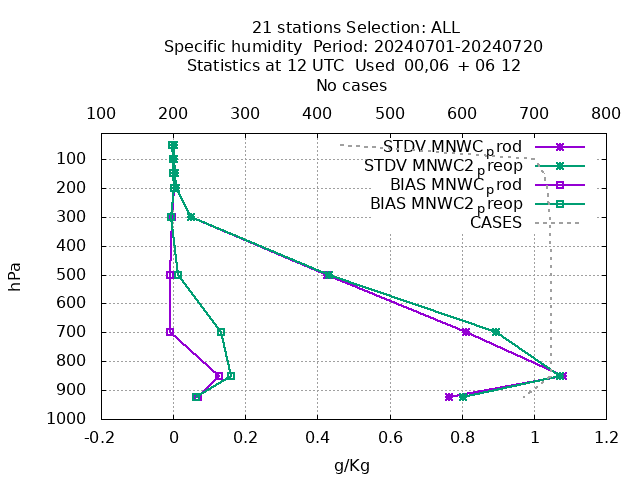 21 stations Selection: ALL
Specific humidity  Period: 20240701-20240720
Statistics at 12 UTC  Used  00,06  + 06 12
No cases
100 200 300 400 500 600 700 800
STDV MNWC_prod
STDV MNWC2_preop
BIAS MNWC_prod
BIAS MNWC2_preop
CASES
hPa
100
200
300
400
500
600
700
800
900
1000
-0.2 0 0.2 0.4 0.6 0.8 1 1.2
g/Kg